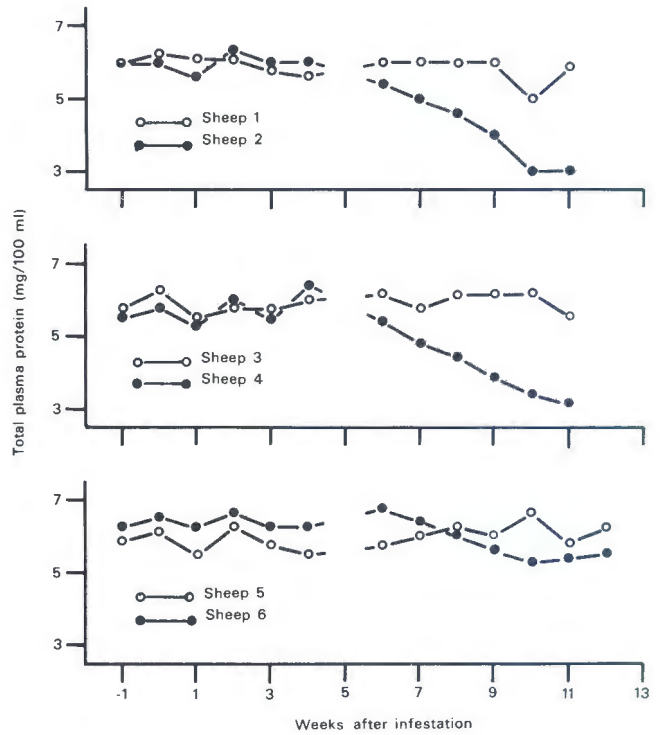 7
5
3
Sheep 1
Sheep 2
7
5
3
Sheep 3
Sheep 4
Total plasma protein (mg/100 ml)
7
5
3
Sheep 5
Sheep 6
-1 1 3 5 7 9 11 13
Weeks after infestation